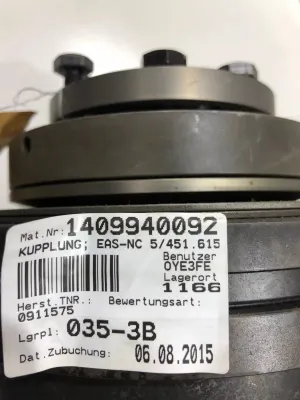 Mat.Nr: 1409940092
KUPPLUNG; EAS-NC 5/451.615
Benutzer
OYE3FE
Lagerort
1166
Herst.TNR.: Bewertungsart:
0911575
Lgrpl: 035-3B
Dat.Zubuchung: 06.08.2015